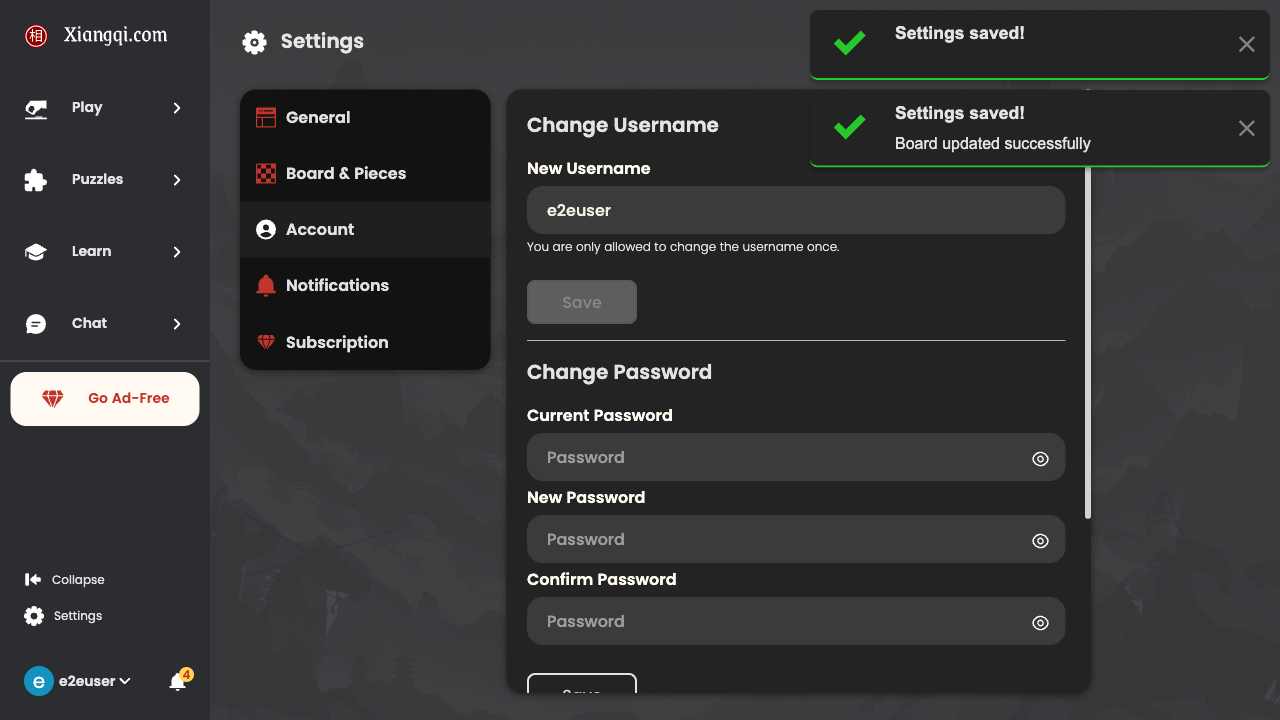 相 Xiangqi.com
Play
Puzzles
Learn
Chat
Go Ad-Free
Collapse
Settings
e e2euser
4
Settings
General
Board & Pieces
Account
Notifications
Subscription
Change Username
New Username
e2euser
You are only allowed to change the username once.
Save
Change Password
Current Password
Password
New Password
Password
Confirm Password
Password
Save
Settings saved!
Settings saved!
Board updated successfully